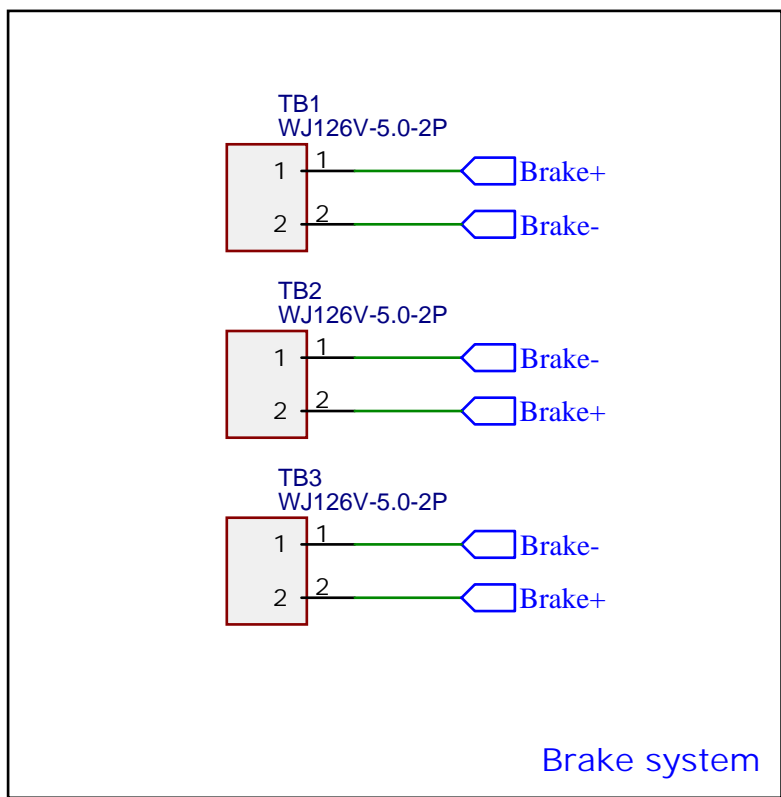 TB1
WJ126V-5.0-2P
1 1 Brake+
2 2 Brake-
TB2
WJ126V-5.0-2P
1 1 Brake-
2 2 Brake+
TB3
WJ126V-5.0-2P
1 1 Brake-
2 2 Brake+
Brake system